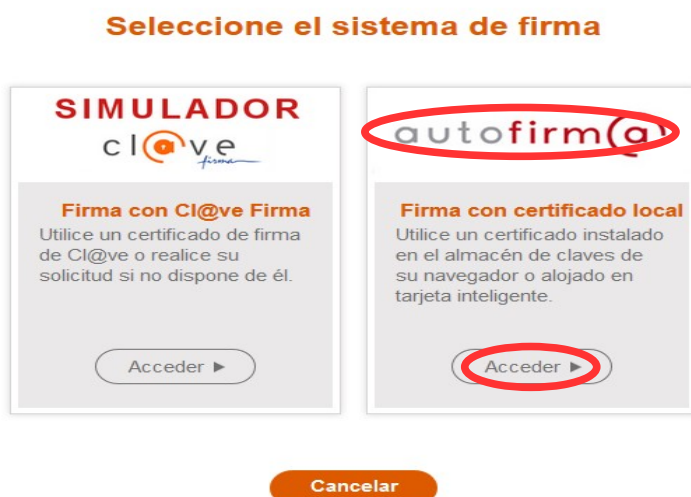 Seleccione el sistema de firma
SIMULADOR
cl@ve
firma
Firma con Cl@ve Firma
Utilice un certificado de firma
de Cl@ve o realice su
solicitud si no dispone de él.
Acceder ►
autofirm@
Firma con certificado local
Utilice un certificado instalado
en el almacén de claves de
su navegador o alojado en
tarjeta inteligente.
Acceder ►
Cancelar